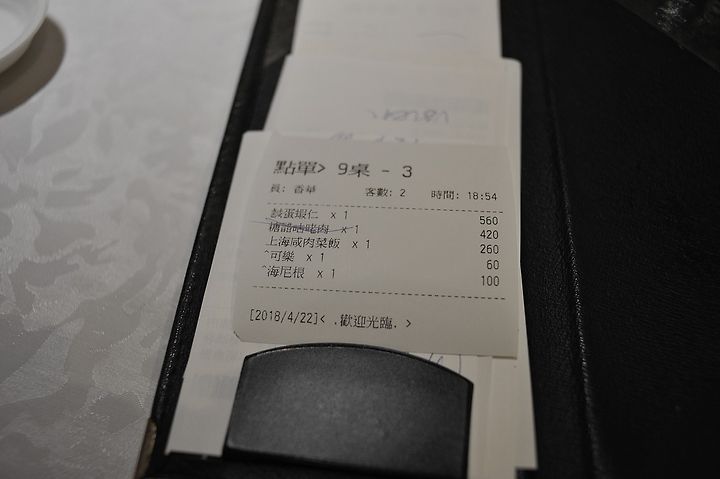 點單> 9桌 - 3
員: 香華 客數: 2 時間: 18:54
鹹蛋蝦仁 x 1 560
糖醋咕咾肉 x 1 420
上海咸肉菜飯 x 1 260
^可樂 x 1 60
^海尼根 x 1 100
[2018/4/22]< .歡迎光臨. >